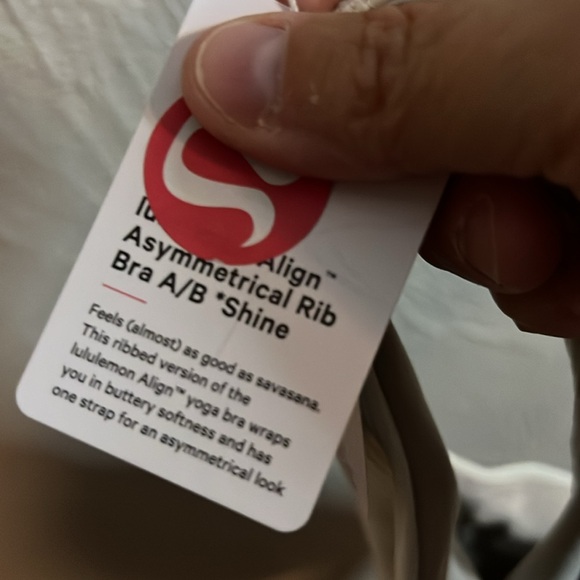 Align™
Asymmetrical Rib
Bra A/B *Shine
Feels (almost) as good as savasana.
This ribbed version of the
lululemon Align™ yoga bra wraps
you in buttery softness and has
one strap for an asymmetrical look